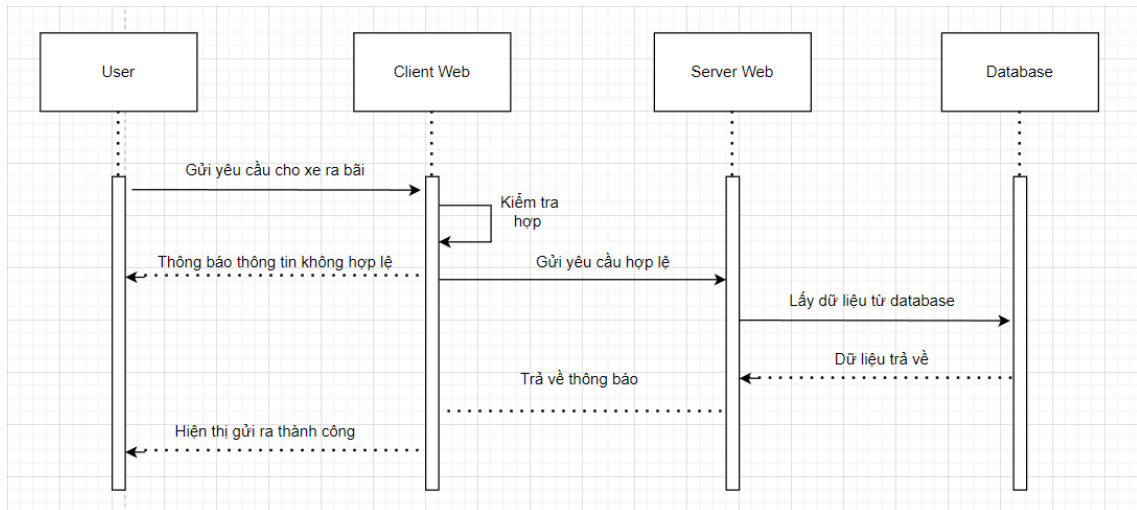 User
Client Web
Server Web
Database
Gửi yêu cầu cho xe ra bãi
Kiểm tra
hợp
Thông báo thông tin không hợp lệ
Gửi yêu cầu hợp lệ
Lấy dữ liệu từ database
Dữ liệu trả về
Trả về thông báo
Hiện thị gửi ra thành công